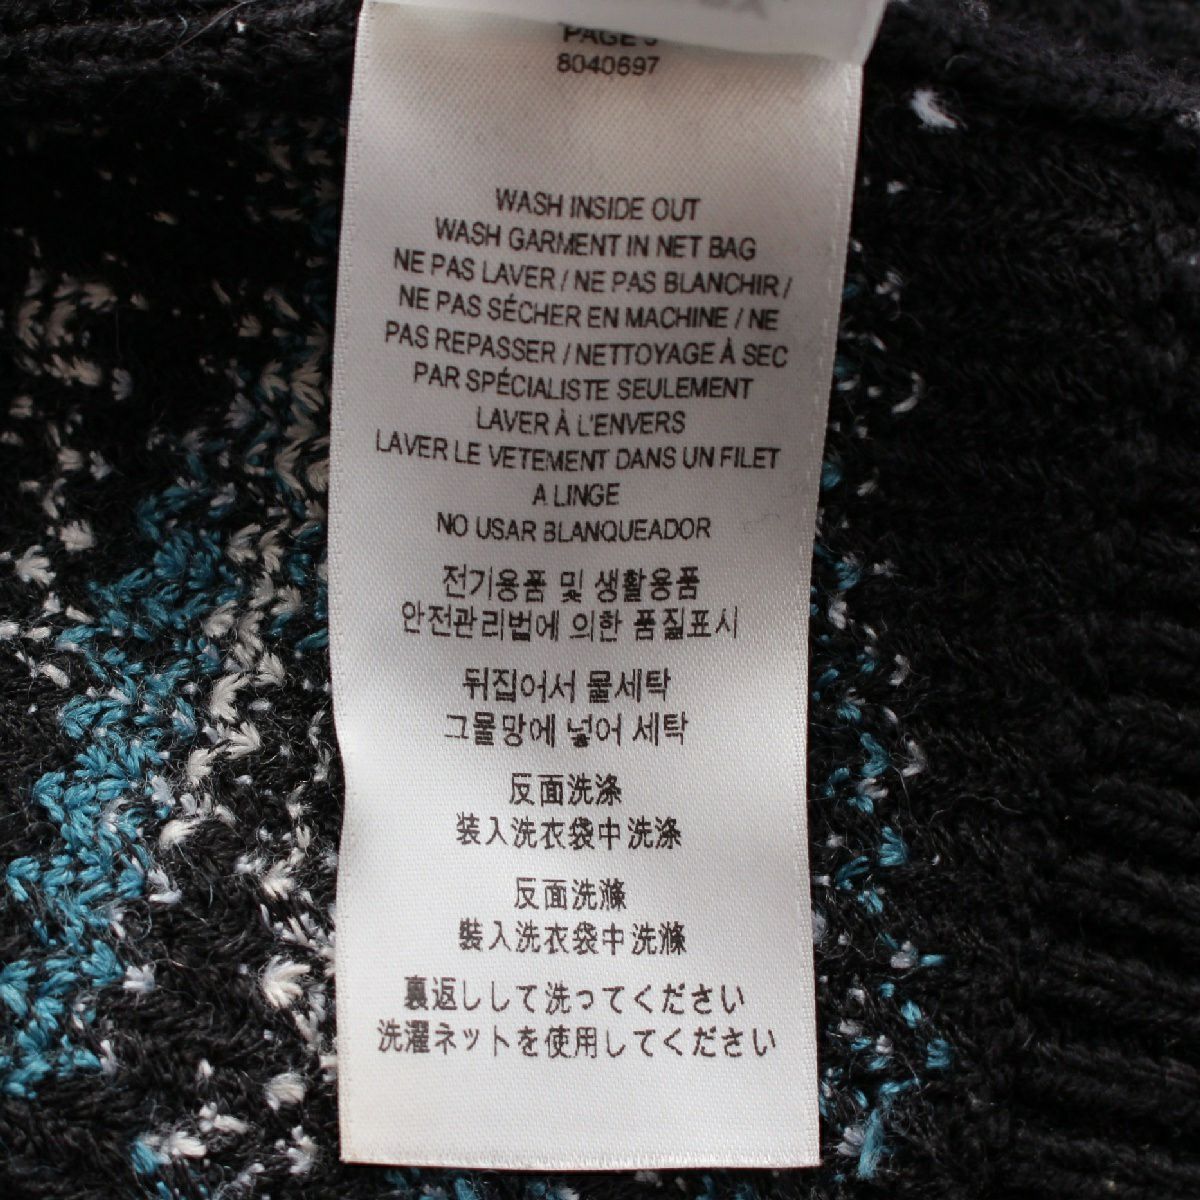 PAGE
8040697
WASH INSIDE OUT
WASH GARMENT IN NET BAG
NE PAS LAVER / NE PAS BLANCHIR /
NE PAS SÉCHER EN MACHINE / NE
PAS REPASSER / NETTOYAGE À SEC
PAR SPÉCIALISTE SEULEMENT
LAVER À L'ENVERS
LAVER LE VETEMENT DANS UN FILET
A LINGE
NO USAR BLANQUEADOR
전기용품 및 생활용품
안전관리법에 의한 품질표시
뒤집어서 물세탁
그물망에 넣어 세탁
反面洗涤
装入洗衣袋中洗涤
反面洗滌
裝入洗衣袋中洗滌
裏返しして洗ってください
洗濯ネットを使用してください